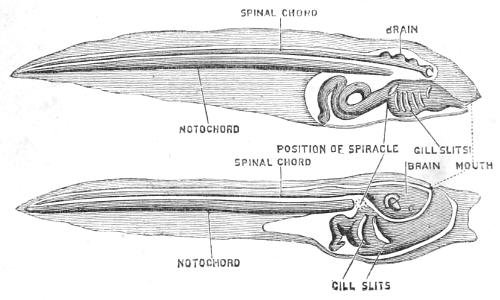 SPINAL CHORD
BRAIN
NOTOCHORD
POSITION OF SPIRACLE
GILL SLITS
BRAIN
MOUTH
SPINAL CHORD
NOTOCHORD
GILL SLITS